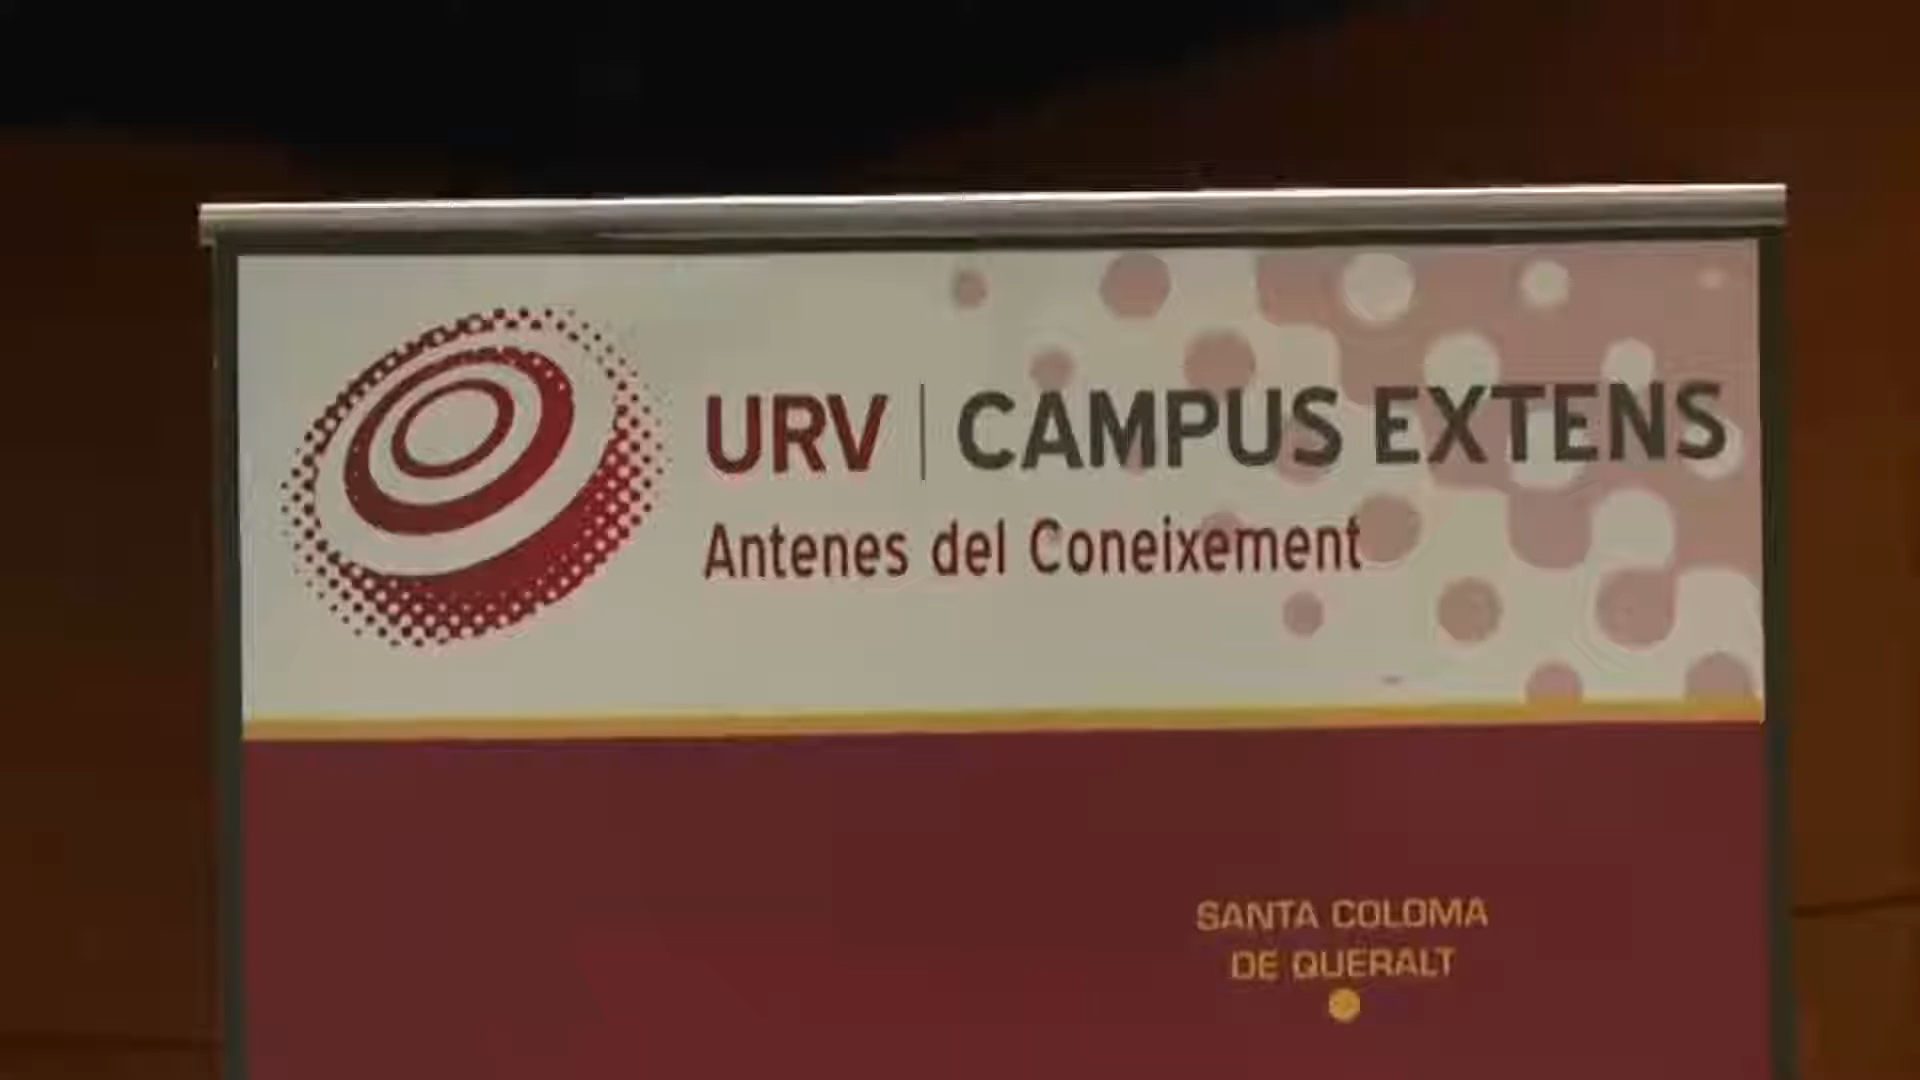 URV | CAMPUS EXTENS
Antenes del Coneixement
SANTA COLOMA
DE QUERALT